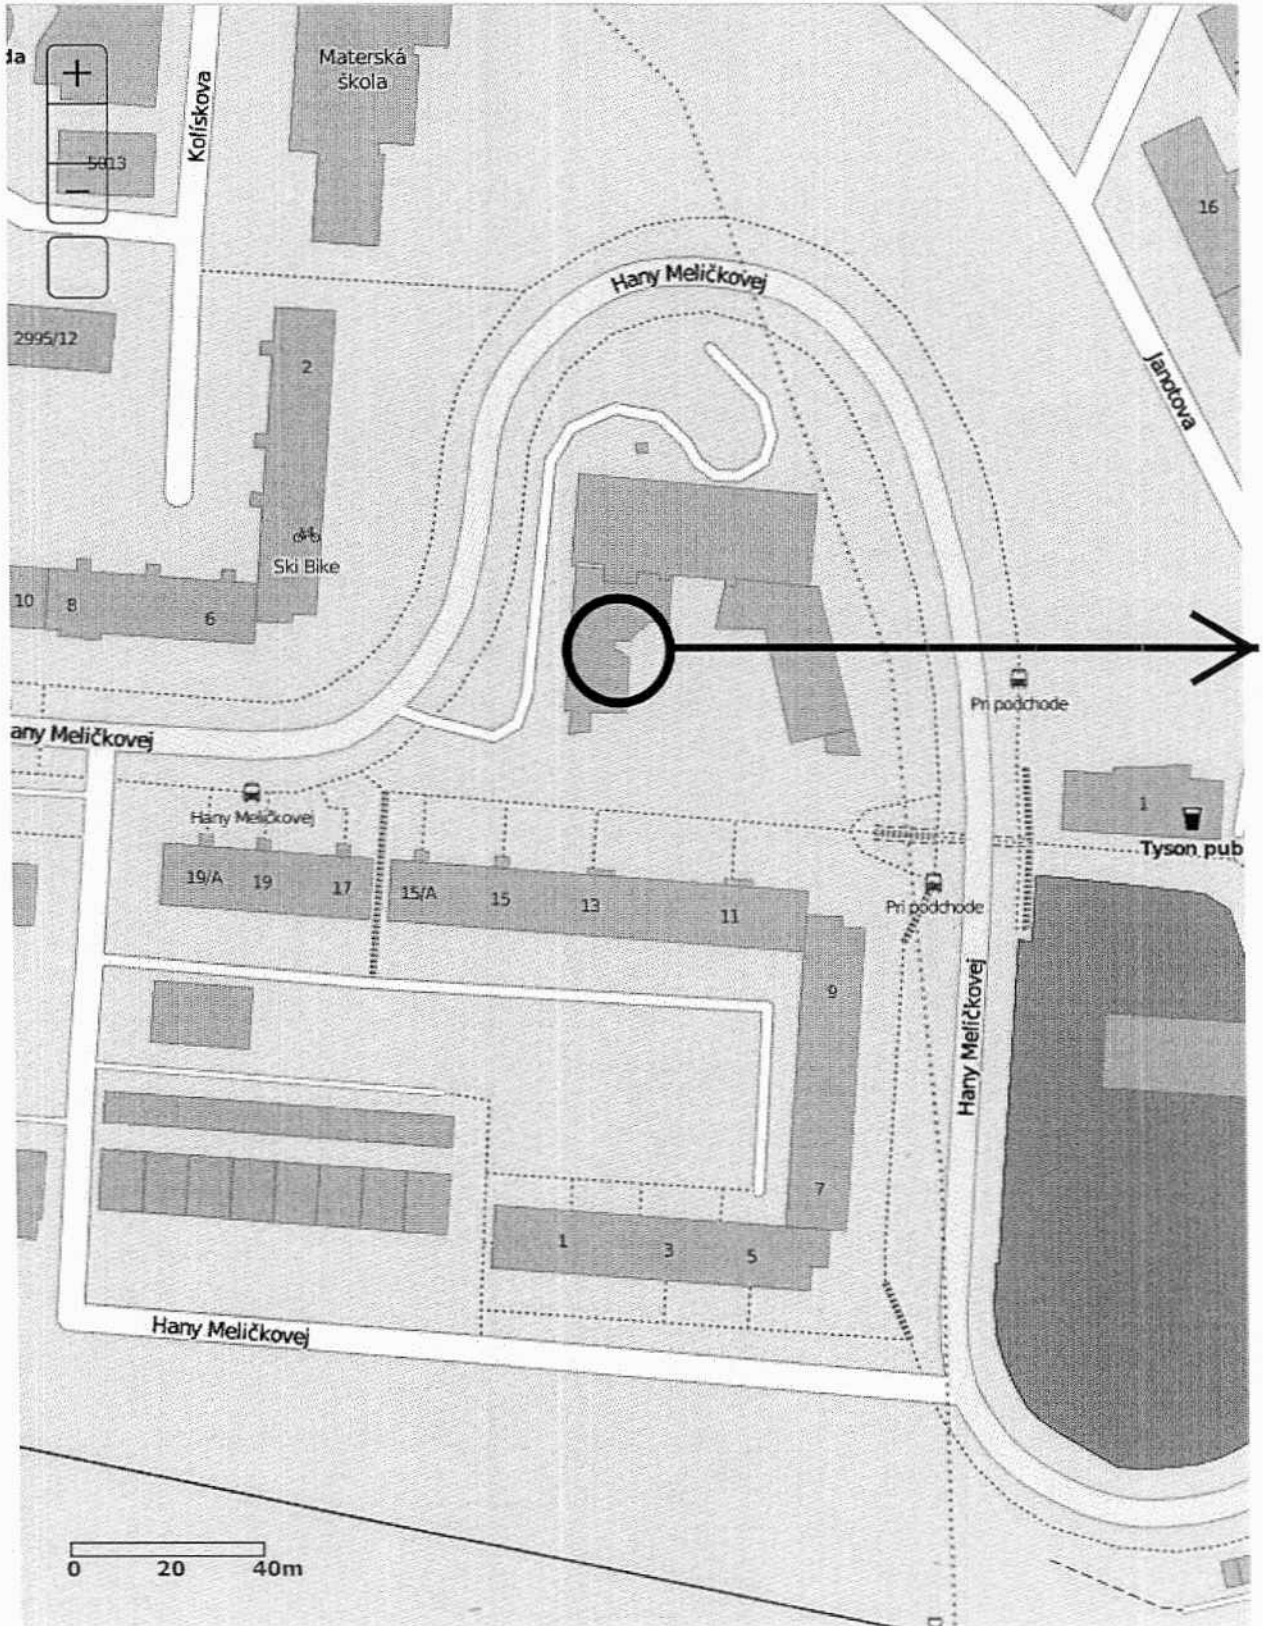 da
+
5013
−
Kolískova
Materská
škola
16
Hany Meličkovej
2995/12
2
Janotova
Ski Bike
10
8
6
Pri podchode
any Meličkovej
Hany Meličkovej
1
Tyson pub
19/A
19
17
15/A
15
13
11
Pri podchode
9
Hany Meličkovej
7
1
3
5
Hany Meličkovej
0
20
40m